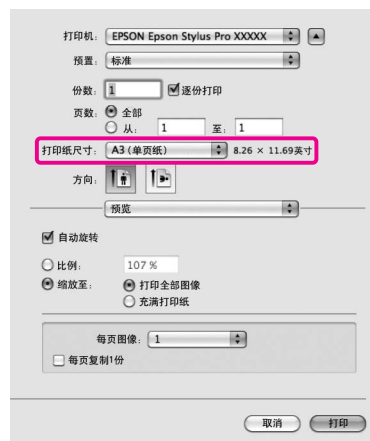 打印机: EPSON Epson Stylus Pro XXXXX
预置: 标准
份数: 1 逐份打印
页数: 全部
从: 1 至: 1
打印纸尺寸: A3 (单页纸) 8.26 × 11.69英寸
方向:
预览
自动旋转
比例: 107 %
缩放至: 打印全部图像
充满打印纸
每页图像: 1
每页复制1份
取消 打印